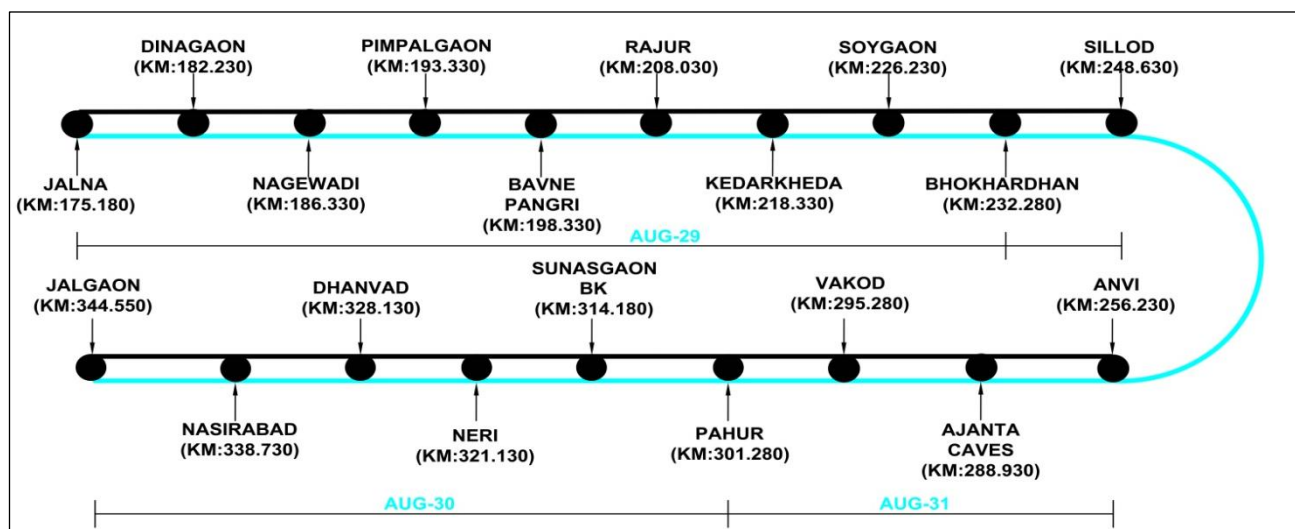 DINAGAON
(KM:182.230)
PIMPALGAON
(KM:193.330)
RAJUR
(KM:208.030)
SOYGAON
(KM:226.230)
SILLOD
(KM:248.630)
JALNA
(KM:175.180)
NAGEWADI
(KM:186.330)
BAVNE
PANGRI
(KM:198.330)
KEDARKHEDA
(KM:218.330)
BHOKHARDHAN
(KM:232.280)
AUG-29
JALGAON
(KM:344.550)
DHANVAD
(KM:328.130)
SUNASGAON
BK
(KM:314.180)
VAKOD
(KM:295.280)
ANVI
(KM:256.230)
NASIRABAD
(KM:338.730)
NERI
(KM:321.130)
PAHUR
(KM:301.280)
AJANTA
CAVES
(KM:288.930)
AUG-30
AUG-31